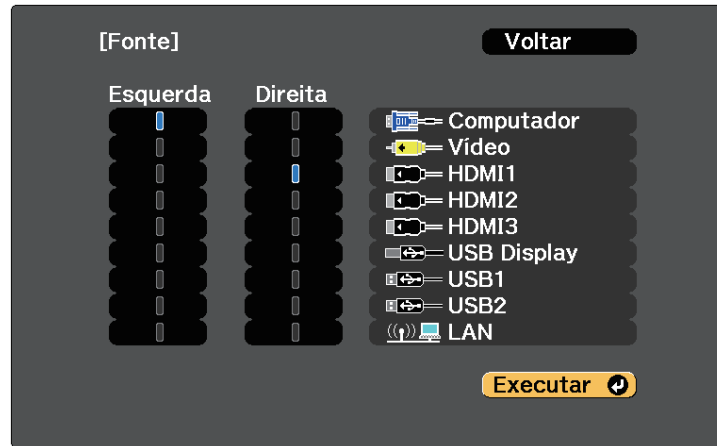 [Fonte] Voltar
Esquerda Direita
Computador
Vídeo
HDMI1
HDMI2
HDMI3
USB Display
USB1
USB2
LAN
Executar